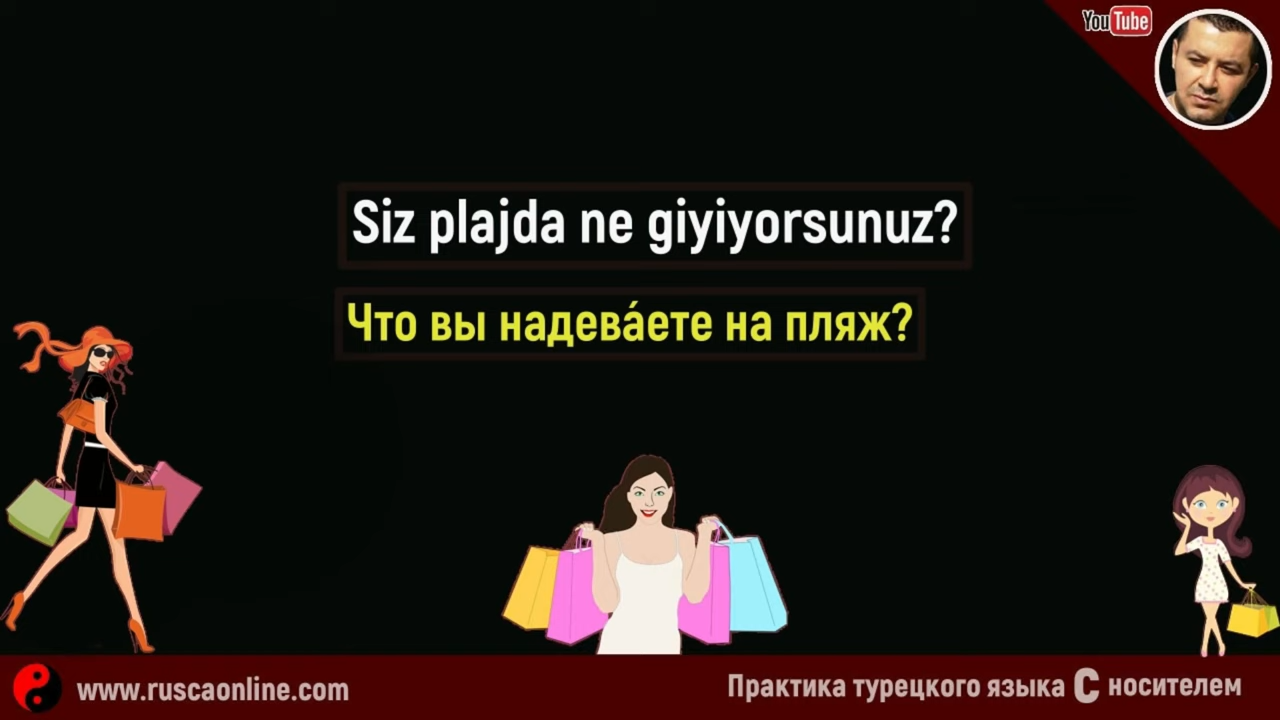 YouTube
Siz plajda ne giyiyorsunuz?
Что вы надева́ете на пляж?
www.ruscaonline.com
Практика турецкого языка С носителем